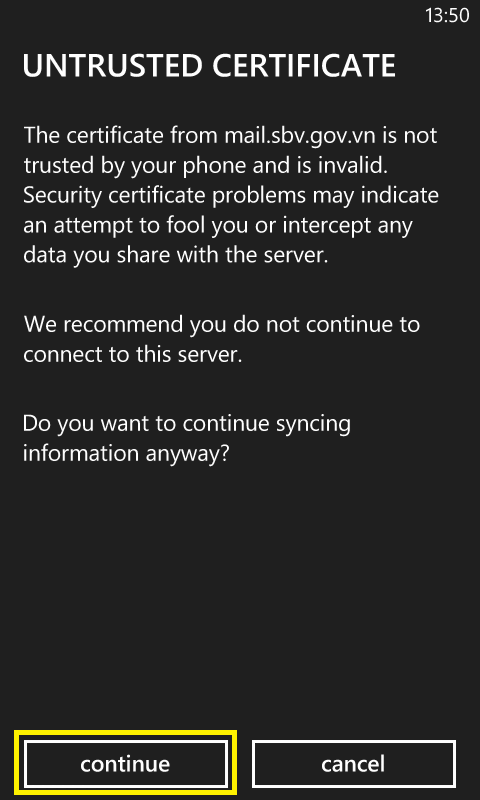 13:50
UNTRUSTED CERTIFICATE
The certificate from mail.sbv.gov.vn is not
trusted by your phone and is invalid.
Security certificate problems may indicate
an attempt to fool you or intercept any
data you share with the server.
We recommend you do not continue to
connect to this server.
Do you want to continue syncing
information anyway?
continue
cancel